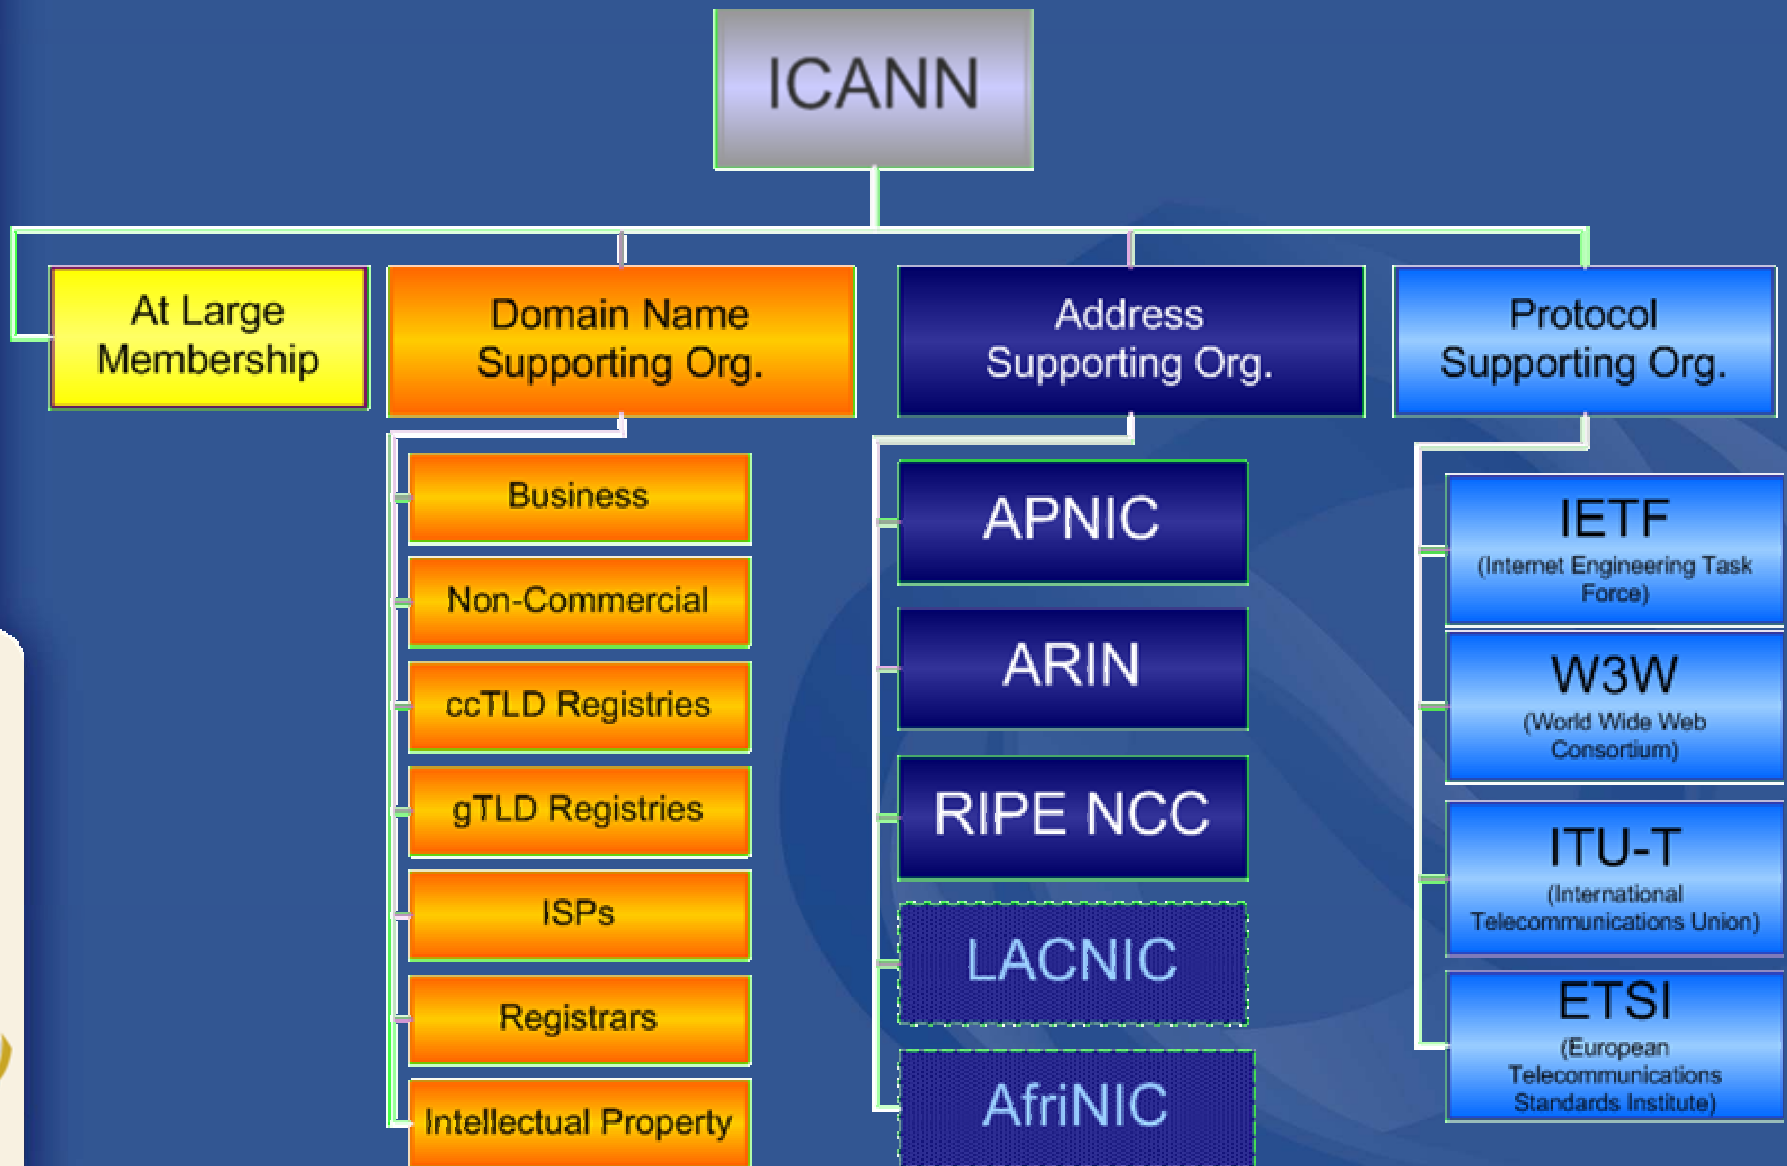 ICANN
At Large
Membership
Domain Name
Supporting Org.
Address
Supporting Org.
Protocol
Supporting Org.
Business
Non-Commercial
ccTLD Registries
gTLD Registries
ISPs
Registrars
Intellectual Property
APNIC
ARIN
RIPE NCC
LACNIC
AfriNIC
IETF
(Internet Engineering Task
Force)
W3W
(World Wide Web
Consortium)
ITU-T
(International
Telecommunications Union)
ETSI
(European
Telecommunications
Standards Institute)